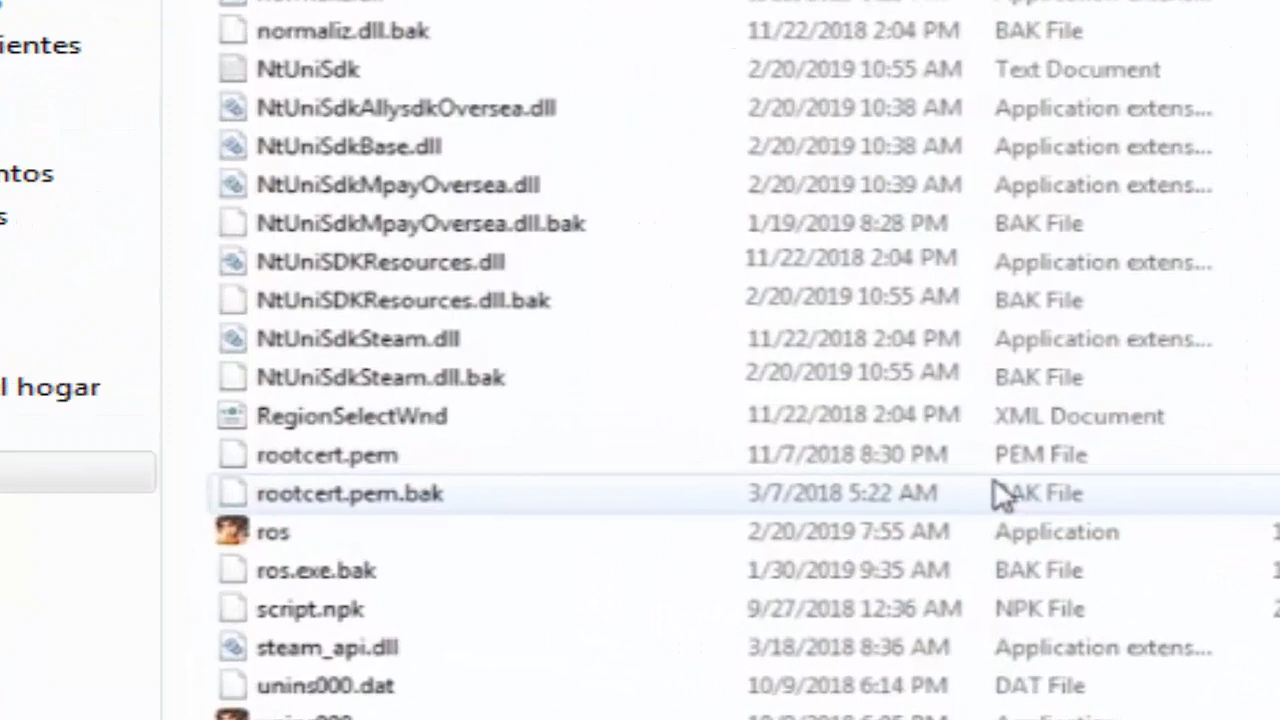 ientes
ntos
s
l hogar
normaliz.dll.bak 11/22/2018 2:04 PM BAK File
NtUniSdk 2/20/2019 10:55 AM Text Document
NtUniSdkAllysdkOversea.dll 2/20/2019 10:38 AM Application extens...
NtUniSdkBase.dll 2/20/2019 10:38 AM Application extens...
NtUniSdkMpayOversea.dll 2/20/2019 10:39 AM Application extens...
NtUniSdkMpayOversea.dll.bak 1/19/2019 8:28 PM BAK File
NtUniSDKResources.dll 11/22/2018 2:04 PM Application extens...
NtUniSDKResources.dll.bak 2/20/2019 10:55 AM BAK File
NtUniSdkSteam.dll 11/22/2018 2:04 PM Application extens...
NtUniSdkSteam.dll.bak 2/20/2019 10:55 AM BAK File
RegionSelectWnd 11/22/2018 2:04 PM XML Document
rootcert.pem 11/7/2018 8:30 PM PEM File
rootcert.pem.bak 3/7/2018 5:22 AM BAK File
ros 2/20/2019 7:55 AM Application 1
ros.exe.bak 1/30/2019 9:35 AM BAK File 1
script.npk 9/27/2018 12:36 AM NPK File 2
steam_api.dll 3/18/2018 8:36 AM Application extens...
unins000.dat 10/9/2018 6:14 PM DAT File